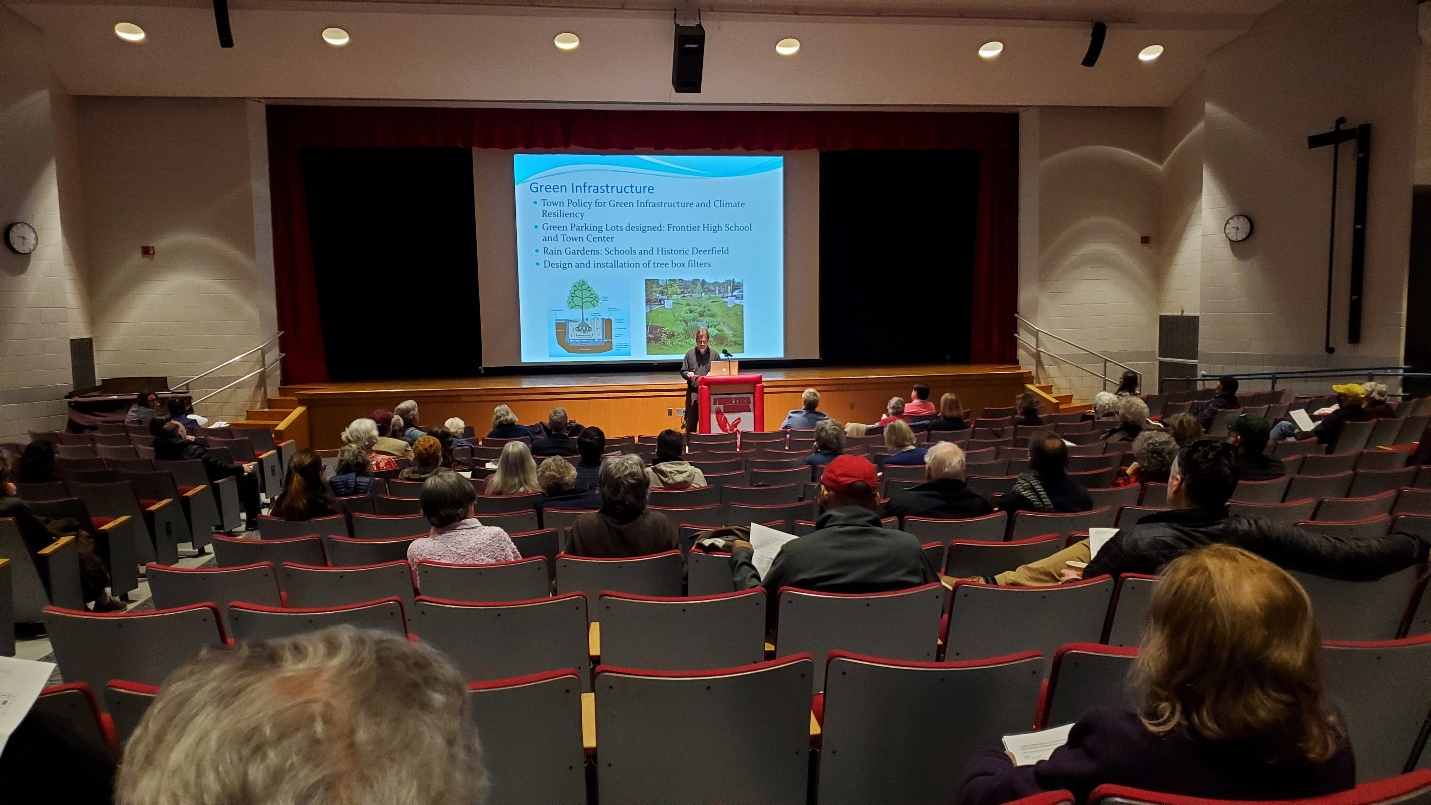 Green Infrastructure
• Town Policy for Green Infrastructure and Climate
Resiliency
• Green Parking Lots designed: Frontier High School
and Town Center
• Rain Gardens: Schools and Historic Deerfield
• Design and installation of tree box filters